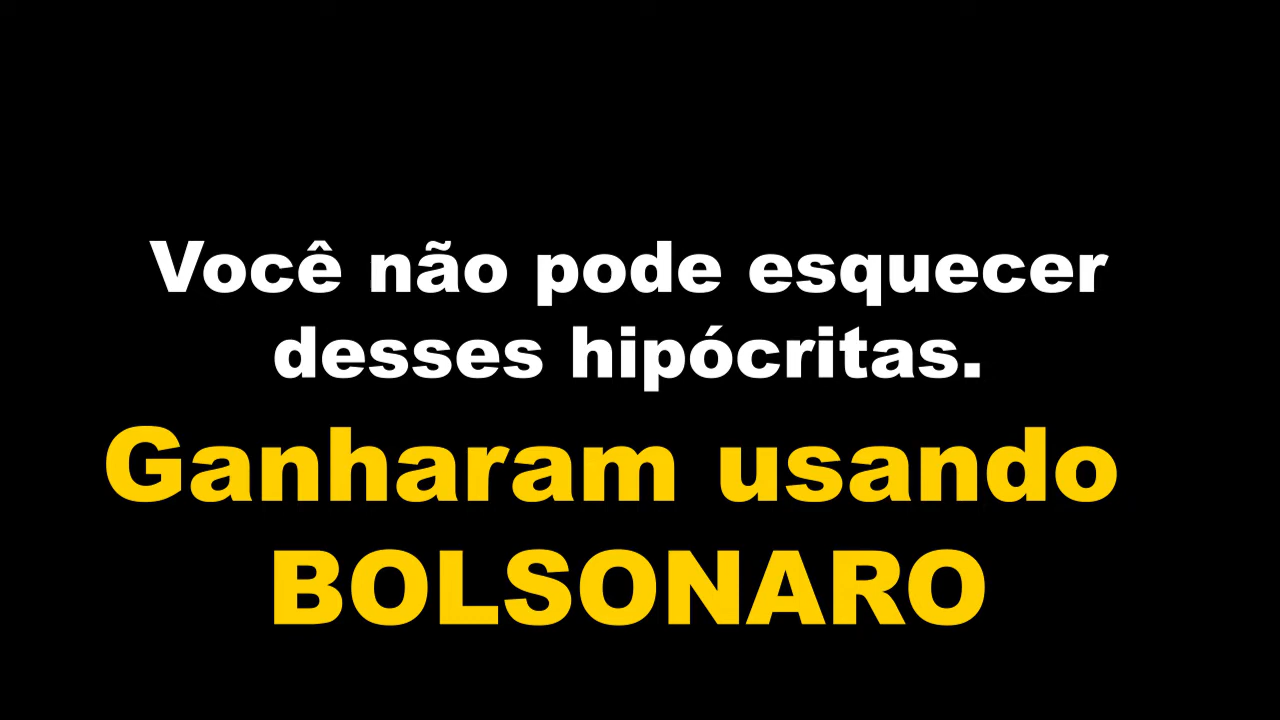 Você não pode esquecer
desses hipócritas.
Ganharam usando
BOLSONARO